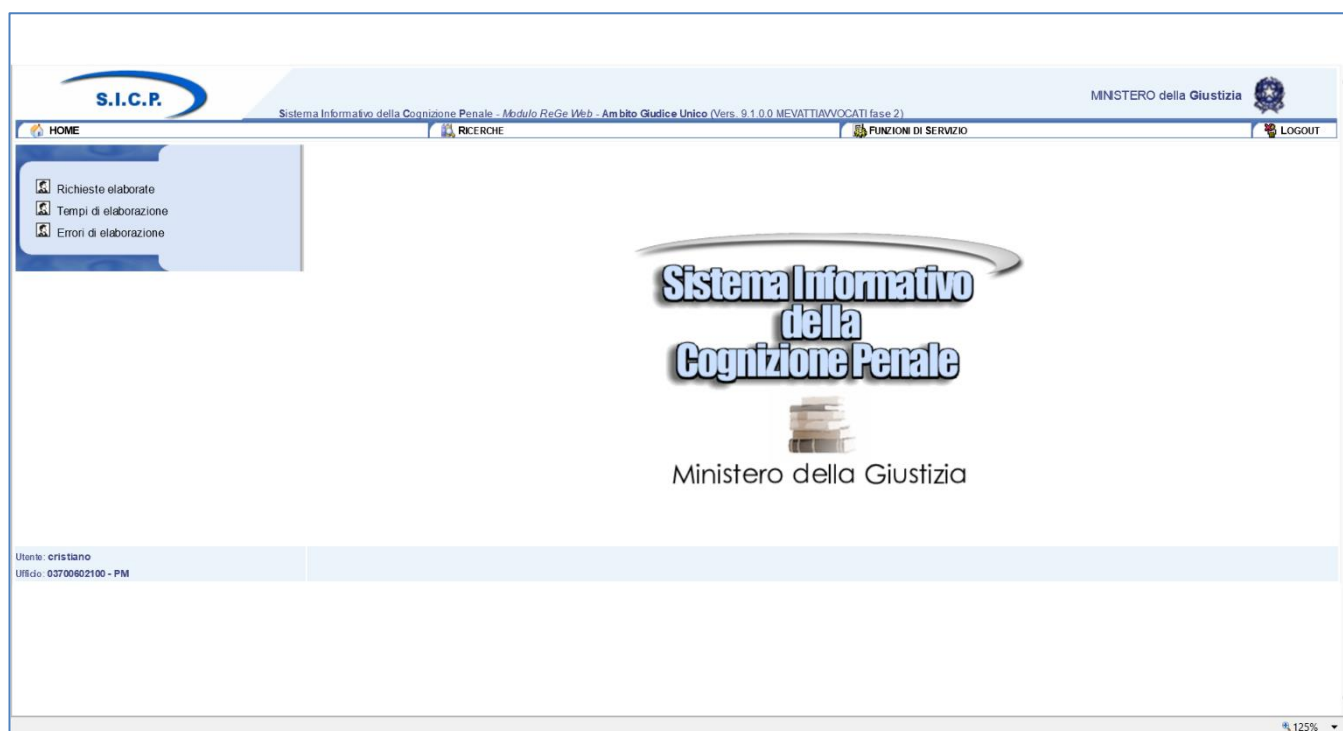 S.I.C.P.
MINISTERO della Giustizia
Sistema Informativo della Cognizione Penale - Modulo ReGe Web - Ambito Giudice Unico (Vers. 9.1.0.0 MEVATTI/AVVOCATI fase 2)
HOME
RICERCHE
FUNZIONI DI SERVIZIO
LOGOUT
Richieste elaborate
Tempi di elaborazione
Errori di elaborazione
Sistema Informativo
della
Cognizione Penale
Ministero della Giustizia
Utente: cristiano
Ufficio: 03700602100 - PM
125%